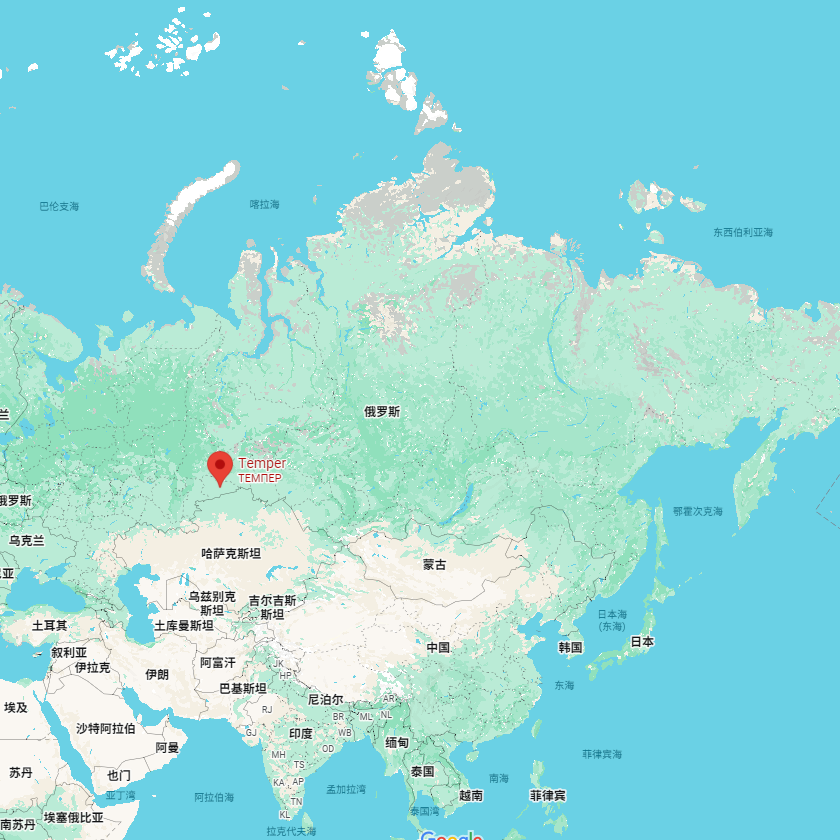 巴伦支海
喀拉海
东西伯利亚海
兰
俄罗斯
Temper
ТЕМПЕР
俄罗斯
鄂霍次克海
乌克兰
哈萨克斯坦
蒙古
亚
乌兹别克
斯坦
吉尔吉斯
斯坦
日本海
(东海)
土耳其
土库曼斯坦
日本
叙利亚
伊拉克
阿富汗
中国
韩国
JK
HP
伊朗
巴基斯坦
东海
尼泊尔
AR
埃及
RJ
BR
ML
NL
沙特阿拉伯
GJ
印度
WB
阿曼
OD
缅甸
菲律宾海
MH
TS
苏丹
也门
KA
AP
泰国
南海
亚丁湾
阿拉伯海
孟加拉湾
越南
菲律宾
TN
KL
泰国湾
埃塞俄比亚
南苏丹
拉克代夫海
Google